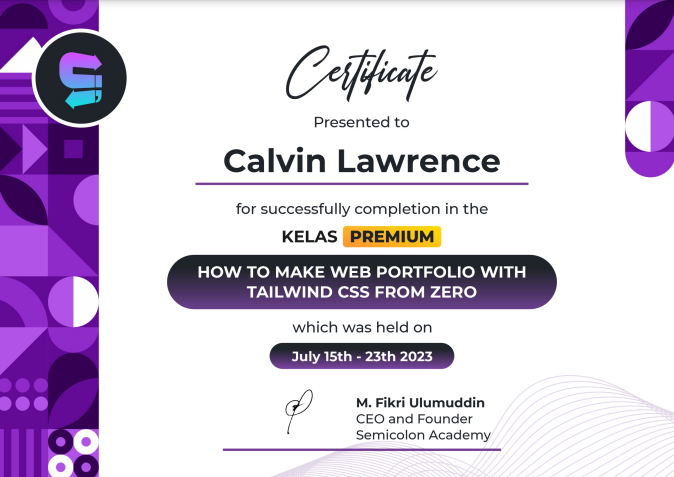 Certificate
Presented to
Calvin Lawrence
for successfully completion in the
KELAS PREMIUM
HOW TO MAKE WEB PORTFOLIO WITH
TAILWIND CSS FROM ZERO
which was held on
July 15th - 23th 2023
M. Fikri Ulumuddin
CEO and Founder
Semicolon Academy